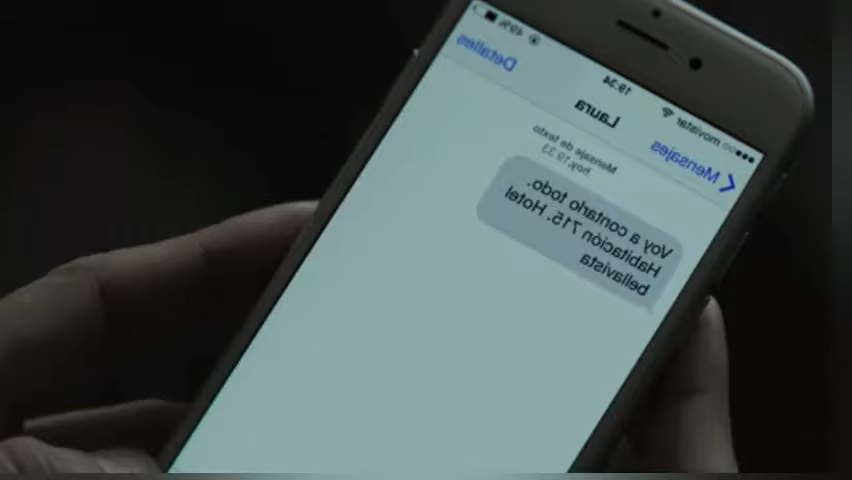 movistar 19:34 49%
Mensajes Laura Detalles
Mensaje de texto
hoy, 19:33
Voy a contarlo todo.
Habitación 715. Hotel
bellavista